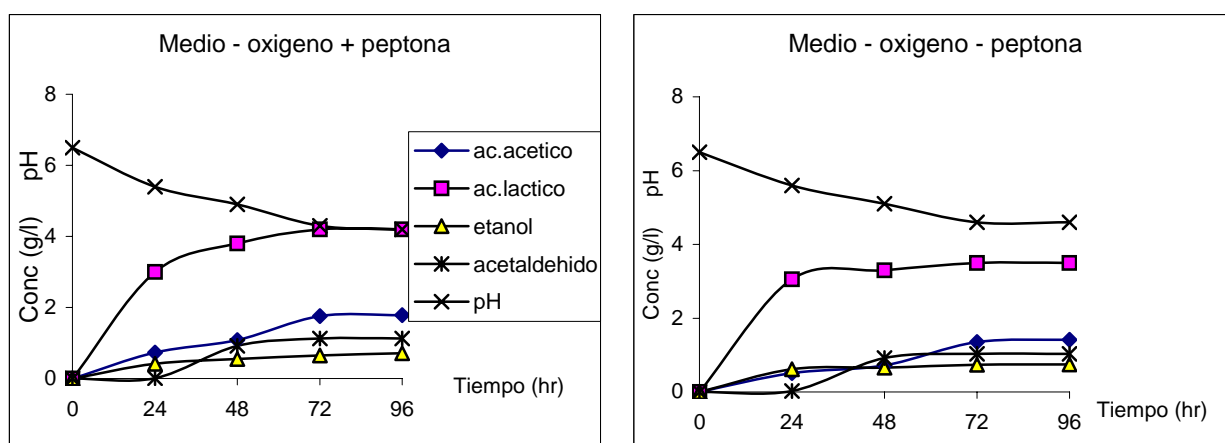 Medio - oxigeno + peptona
8
6
4
2
0
Conc (g/l)
pH
0 24 48 72 96
Tiempo (hr)
ac.acetico
ac.lactico
etanol
acetaldehido
pH
Medio - oxigeno - peptona
8
6
4
2
0
Conc (g/l)
pH
0 24 48 72 96
Tiempo (hr)